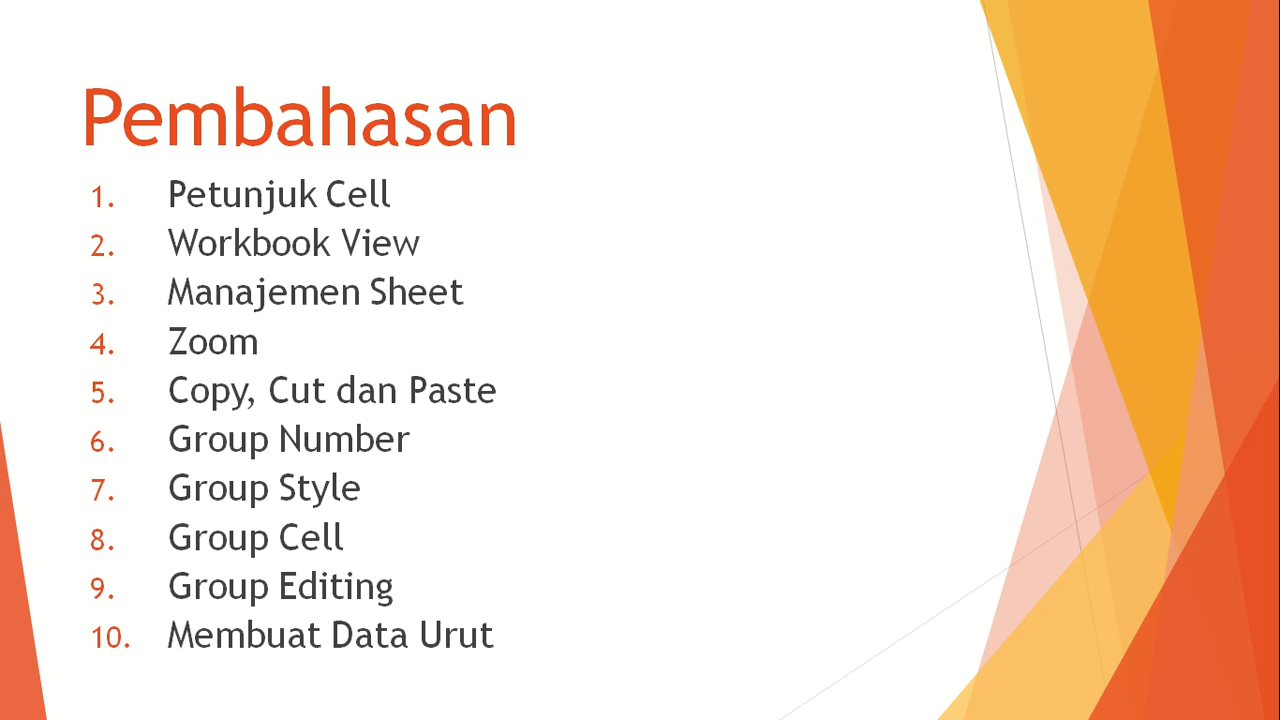 Pembahasan
1. Petunjuk Cell
2. Workbook View
3. Manajemen Sheet
4. Zoom
5. Copy, Cut dan Paste
6. Group Number
7. Group Style
8. Group Cell
9. Group Editing
10. Membuat Data Urut